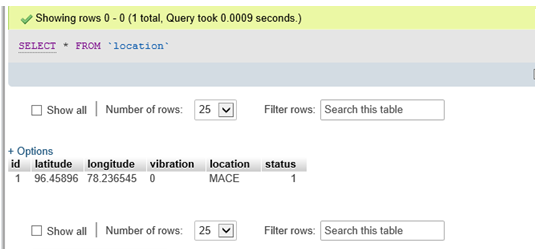 Showing rows 0 - 0 (1 total, Query took 0.0009 seconds.)
SELECT * FROM `location`
Show all | Number of rows: 25 Filter rows: Search this table
+ Options
id latitude longitude vibration location status
1 96.45896 78.236545 0 MACE 1
Show all | Number of rows: 25 Filter rows: Search this table